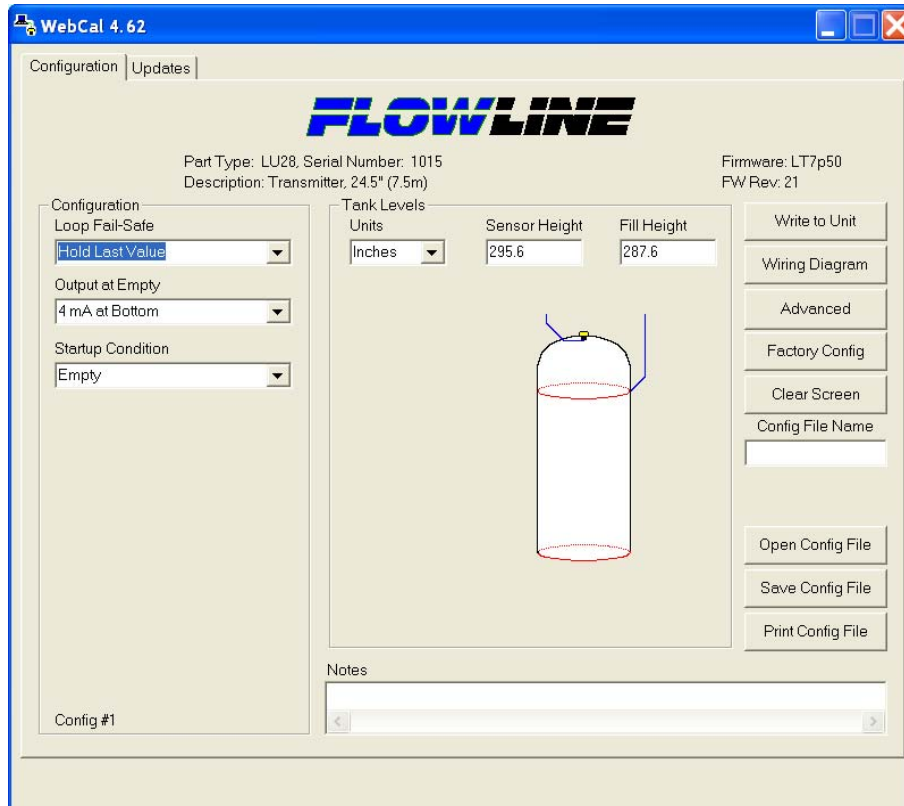 WebCal 4.62
Configuration
Updates
FLOWLINE
Part Type: LU28, Serial Number: 1015
Description: Transmitter, 24.5" (7.5m)
Firmware: LT7p50
FW Rev: 21
Configuration
Loop Fail-Safe
Hold Last Value
Output at Empty
4 mA at Bottom
Startup Condition
Empty
Config #1
Tank Levels
Units
Sensor Height
Fill Height
Inches
295.6
287.6
Notes
Write to Unit
Wiring Diagram
Advanced
Factory Config
Clear Screen
Config File Name
Open Config File
Save Config File
Print Config File